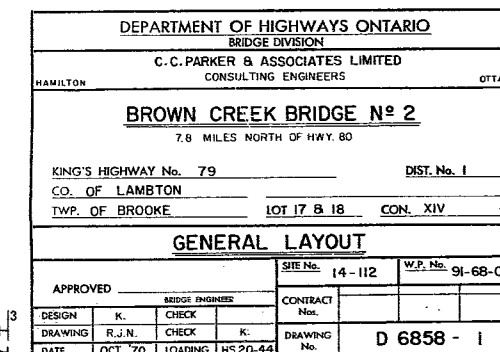 DEPARTMENT OF HIGHWAYS ONTARIO
BRIDGE DIVISION
C.C. PARKER & ASSOCIATES LIMITED
HAMILTON CONSULTING ENGINEERS
BROWN CREEK BRIDGE Nº 2
7.8 MILES NORTH OF HWY. 80
KING'S HIGHWAY No. 79 DIST. No. 1
CO. OF LAMBTON
TWP. OF BROOKE LOT 17 & 18 CON. XIV
GENERAL LAYOUT
SITE No. 14-112 W.P. No. 91-68-
APPROVED
BRIDGE ENGINEER
CONTRACT Nos.
13
DESIGN K. CHECK
DRAWING R.J.N. CHECK K.
DATE OCT. '70 LOADING HS 20-44
DRAWING No. D 6858 - 1